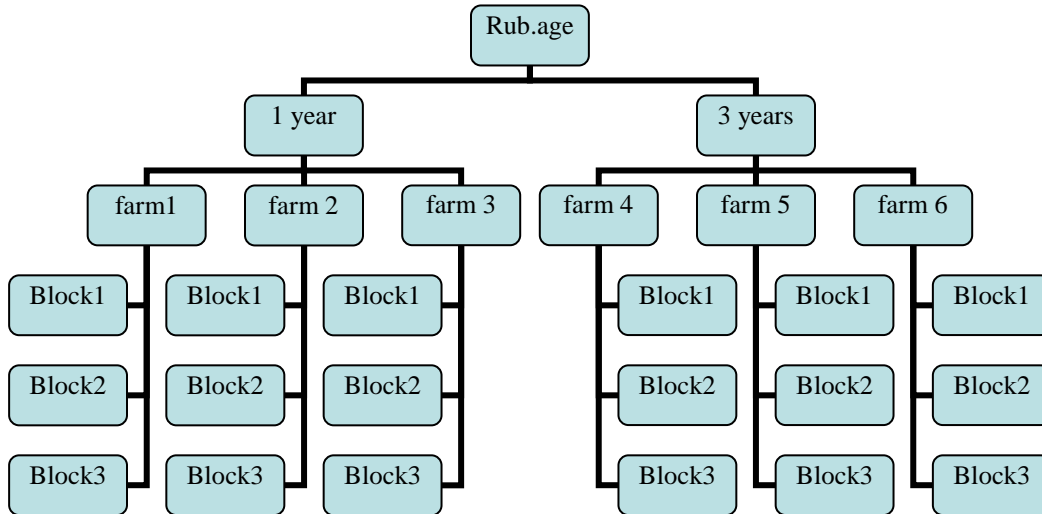 Rub.age
1 year
3 years
farm1
farm 2
farm 3
farm 4
farm 5
farm 6
Block1
Block1
Block1
Block1
Block1
Block1
Block2
Block2
Block2
Block2
Block2
Block2
Block3
Block3
Block3
Block3
Block3
Block3